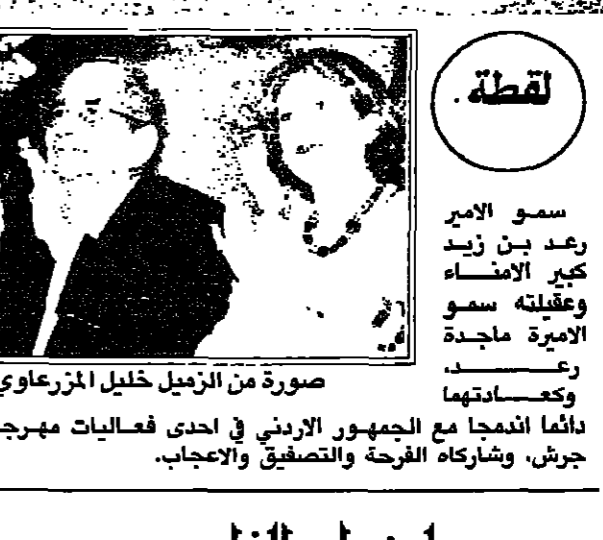 لقطة.
سمو الامير
رعد بن زيد
كبير الامناء
وعقيلته سمو
الاميرة ماجدة
رعد،
وكعادتهما
دائما اندمجا مع الجمهور الاردني في احدى فعاليات مهرجـ
جرش، وشاركاه الفرحة والتصفيق والاعجاب.
صورة من الزميل خليل المزرعاوي